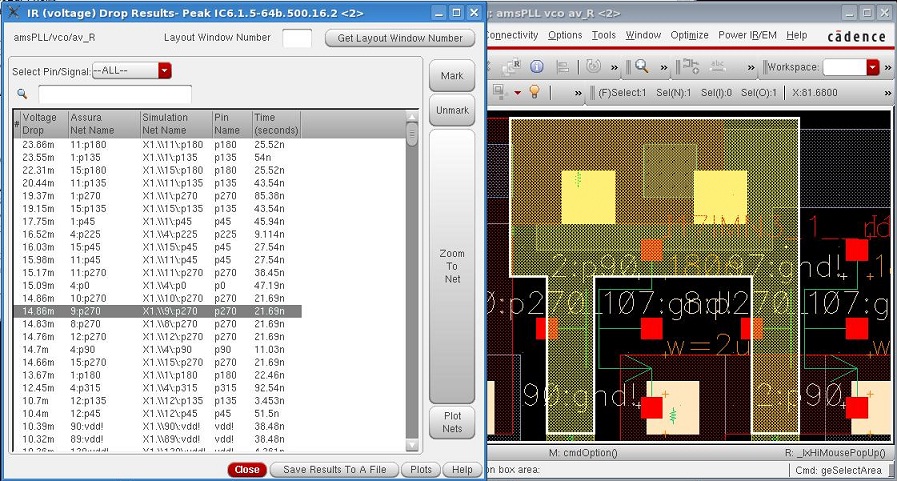 IR (voltage) Drop Results- Peak IC6.1.5-64b.500.16.2 <2>
amsPLL/vco/av_R
Layout Window Number
Get Layout Window Number
Select Pin/Signal:
--ALL--
Mark
Unmark
Zoom
To
Net
Plot
Nets
# Voltage Drop Assura Net Name Simulation Net Name Pin Name Time (seconds)
23.86m 11:p180 X1.\\11\:p180 p180 25.52n
23.55m 1:p135 X1.\\1\:p135 p135 54n
22.31m 15:p180 X1.\\15\:p180 p180 25.52n
20.44m 11:p135 X1.\\11\:p135 p135 43.54n
19.37m 1:p270 X1.\\1\:p270 p270 85.38n
19.15m 15:p135 X1.\\15\:p135 p135 43.54n
17.75m 1:p45 X1.\\1\:p45 p45 45.94n
16.52m 4:p225 X1.\\4\:p225 p225 9.114n
16.03m 15:p45 X1.\\15\:p45 p45 27.54n
15.98m 11:p45 X1.\\11\:p45 p45 27.54n
15.17m 11:p270 X1.\\11\:p270 p270 38.45n
15.09m 4:p0 X1.\\4\:p0 p0 47.19n
14.86m 10:p270 X1.\\10\:p270 p270 21.69n
14.86m 9:p270 X1.\\9\:p270 p270 21.69n
14.83m 8:p270 X1.\\8\:p270 p270 21.69n
14.76m 12:p270 X1.\\12\:p270 p270 21.69n
14.7m 4:p90 X1.\\4\:p90 p90 11.03n
14.66m 15:p270 X1.\\15\:p270 p270 21.69n
13.67m 1:p180 X1.\\1\:p180 p180 22.46n
12.45m 4:p315 X1.\\4\:p315 p315 92.54n
10.7m 12:p135 X1.\\12\:p135 p135 3.453n
10.4m 12:p45 X1.\\12\:p45 p45 51.5n
10.39m 90:vdd! X1.\\90\:vdd! vdd! 38.48n
10.32m 89:vdd! X1.\\89\:vdd! vdd! 38.48n
Close
Save Results To A File
Plots
Help
amsPLL vco av_R <2>
Connectivity Options Tools Window Optimize Power IR/EM Help
cādence
Workspace:
(F)Select:1 Sel(N):1 Sel(I):0 Sel(O):1 X:81.6800
2:p90
97:gnd!
107:gnd!
w=2u
90:gnd!
2:p90
M: cmdOption()
R: _lxHiMousePopUp()
on box area:
Cmd: geSelectArea